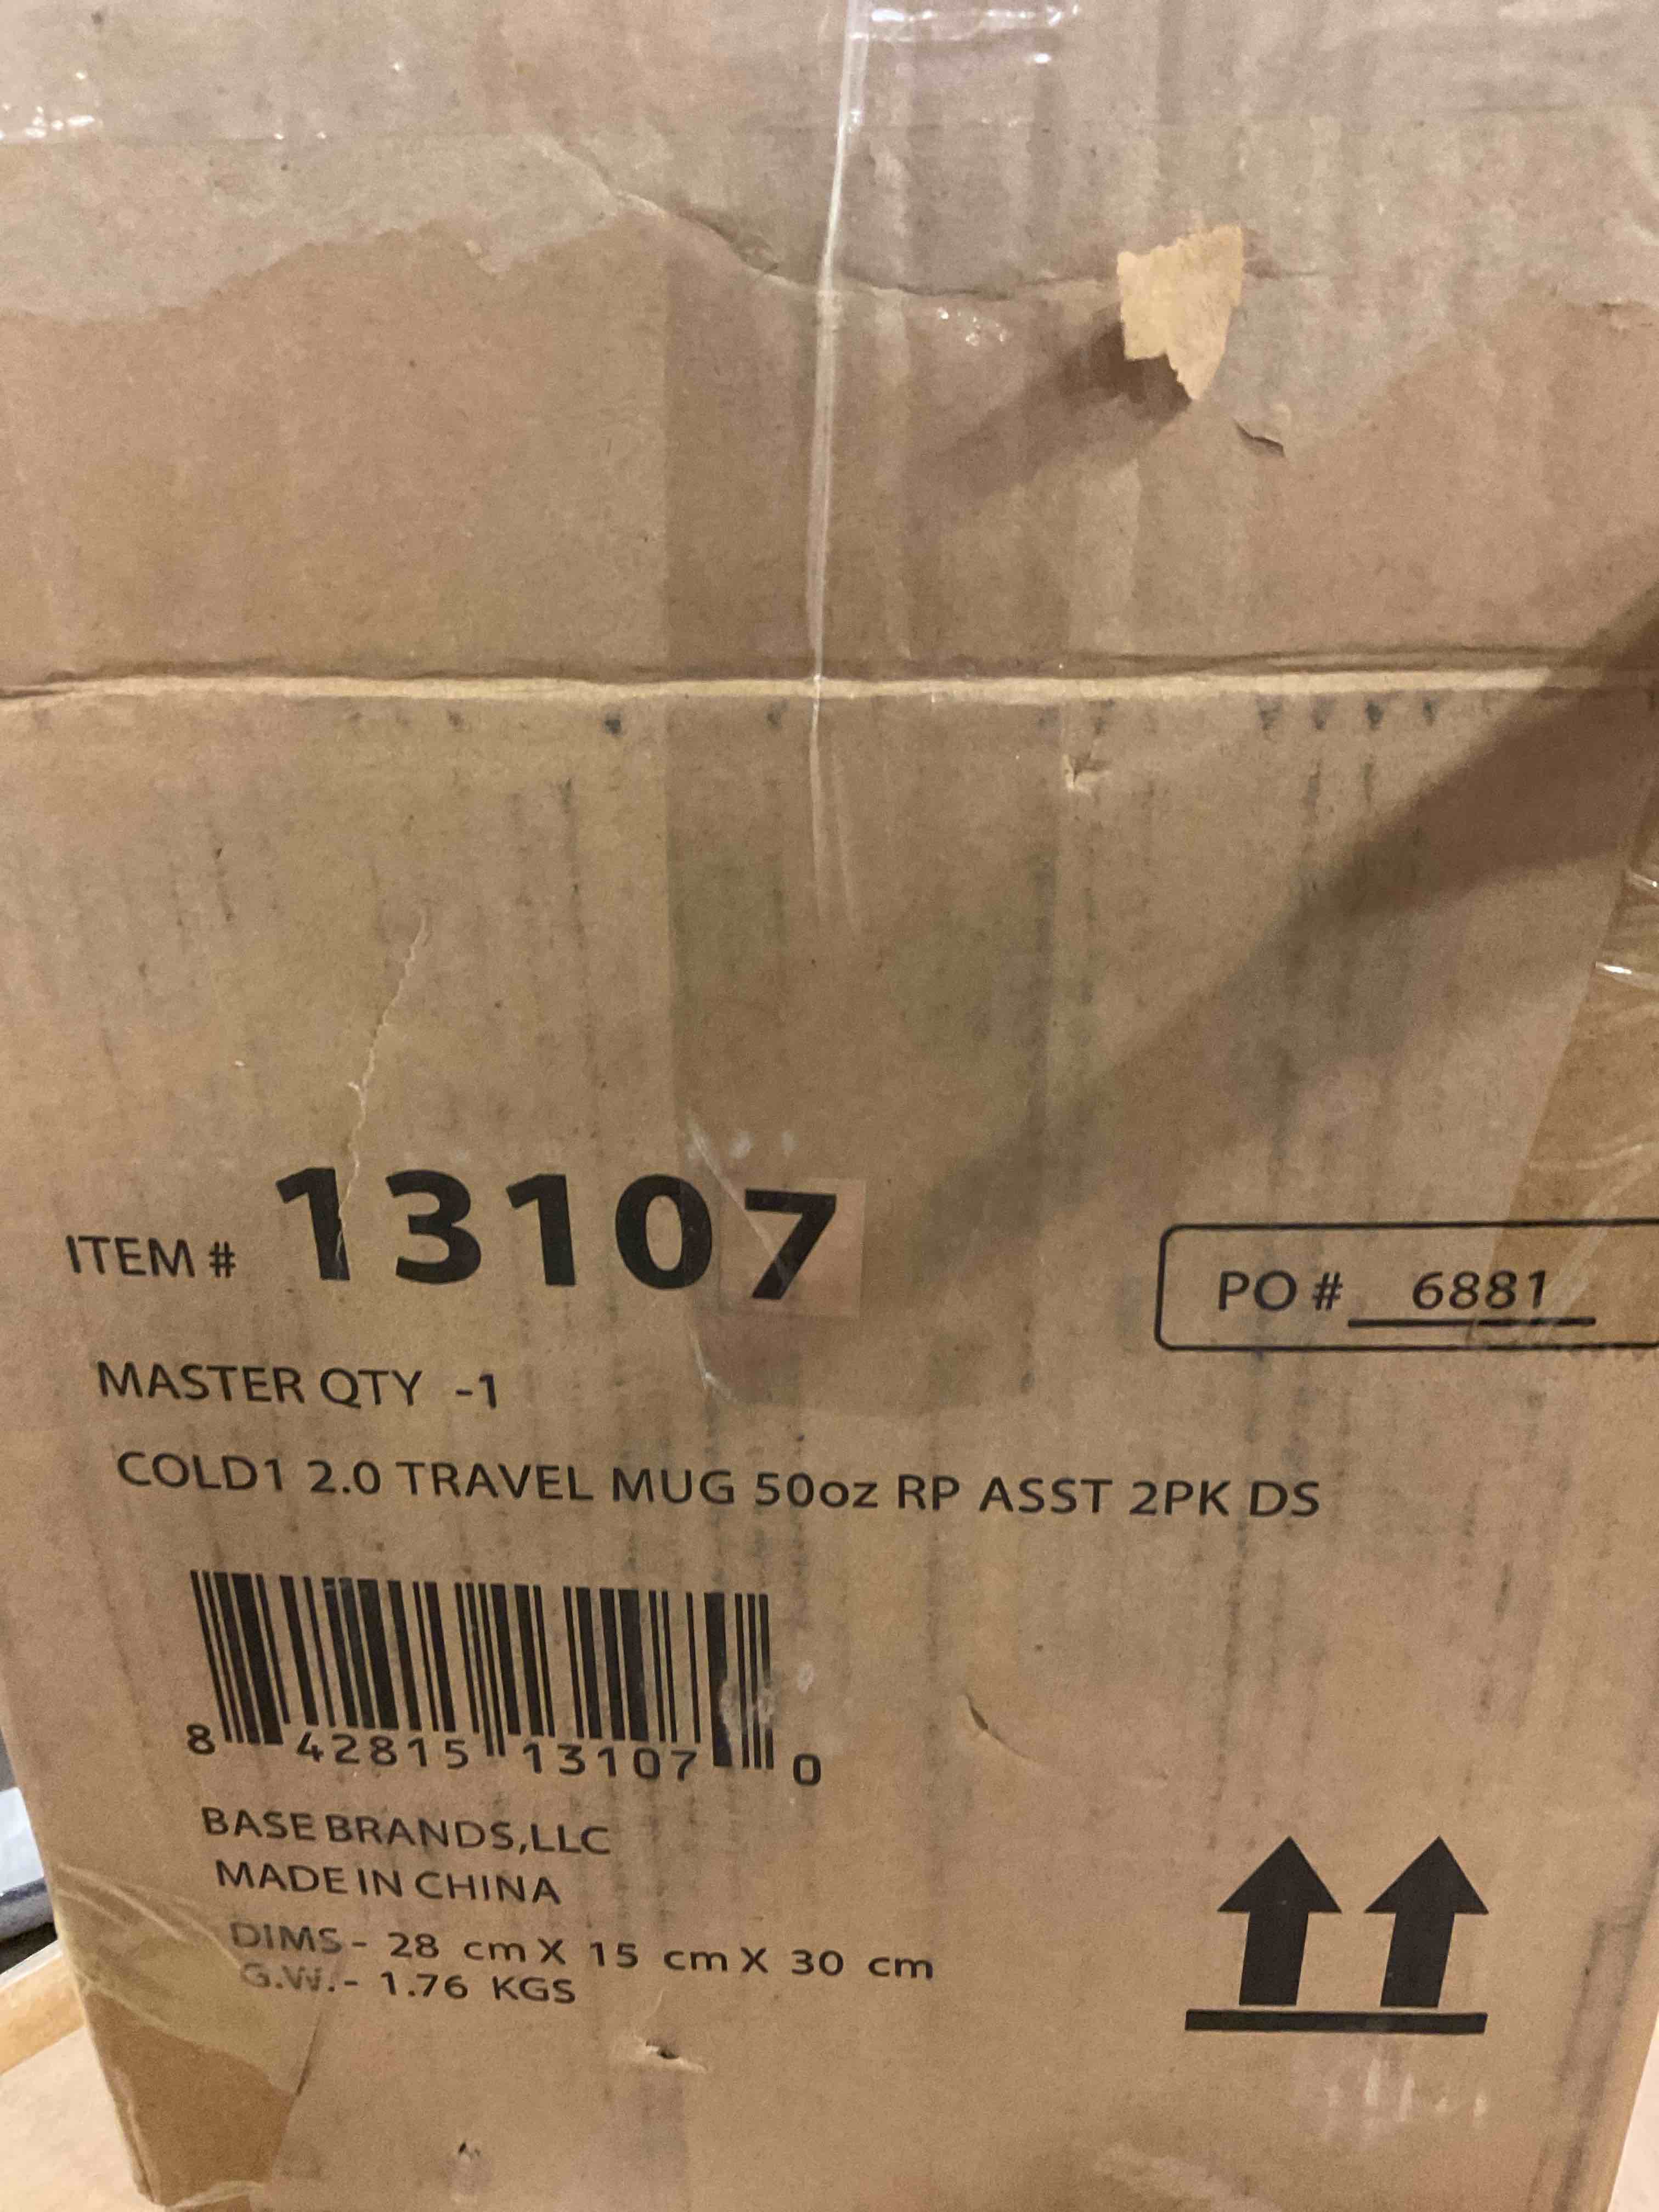 ITEM # 13107
PO # 6881
MASTER QTY -1
COLD1 2.0 TRAVEL MUG 50oz RP ASST 2PK DS
8 42815 13107 0
BASE BRANDS,LLC
MADE IN CHINA
DIMS- 28 cm X 15 cm X 30 cm
G.W.- 1.76 KGS